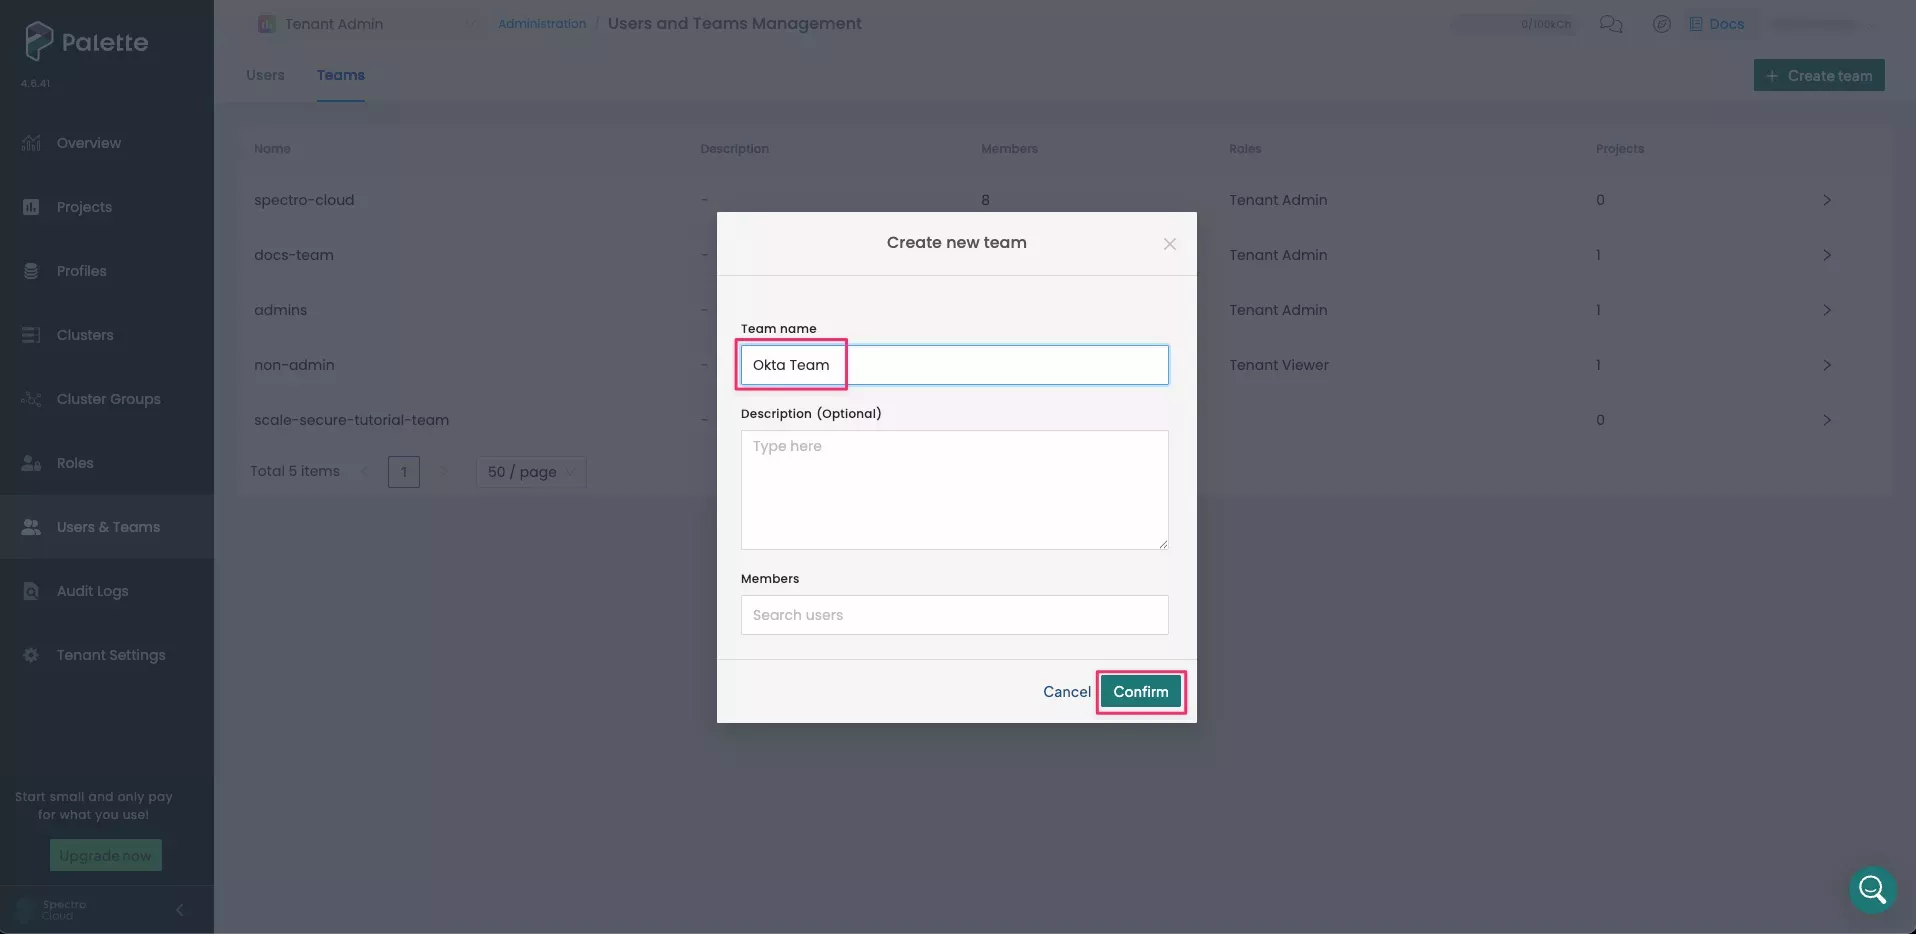 Palette
4.5.41
Tenant Admin
Administration / Users and Teams Management
0/100kCh
Docs
Users
Teams
+ Create team
Overview
Projects
Profiles
Clusters
Cluster Groups
Roles
Users & Teams
Audit Logs
Tenant Settings
Start small and only pay
for what you use!
Upgrade now
Spectro
Cloud
Name Description Members Roles Projects
spectro-cloud - 8 Tenant Admin 0
docs-team - Tenant Admin 1
admins - Tenant Admin 1
non-admin - Tenant Viewer 1
scale-secure-tutorial-team - 0
Total 5 items 1 50 / page
Create new team
Team name
Okta Team
Description (Optional)
Type here
Members
Search users
Cancel
Confirm